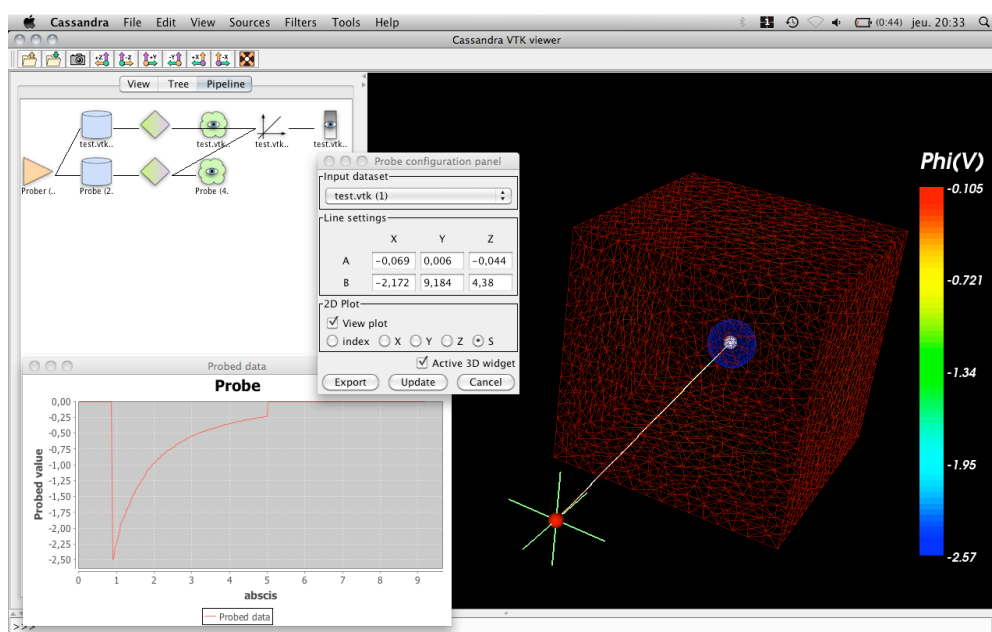 Cassandra File Edit View Sources Filters Tools Help
1 (0:44) jeu. 20:33
Cassandra VTK viewer
+Z -Z +Y -Y +X -X
View Tree Pipeline
test.vtk.. test.vtk.. test.vtk.. test.vtk..
Prober (.. Probe (2. Probe (4.
Probe configuration panel
Input dataset
test.vtk (1)
Line settings
X Y Z
A -0,069 0,006 -0,044
B -2,172 9,184 4,38
2D Plot
View plot
index X Y Z S
Active 3D widget
Export Update Cancel
Phi(V)
-0.105
-0.721
-1.34
-1.95
-2.57
Probed data
Probe
Probed value
0,00
-0,25
-0,50
-0,75
-1,00
-1,25
-1,50
-1,75
-2,00
-2,25
-2,50
0 1 2 3 4 5 6 7 8 9
abscis
Probed data
>>>